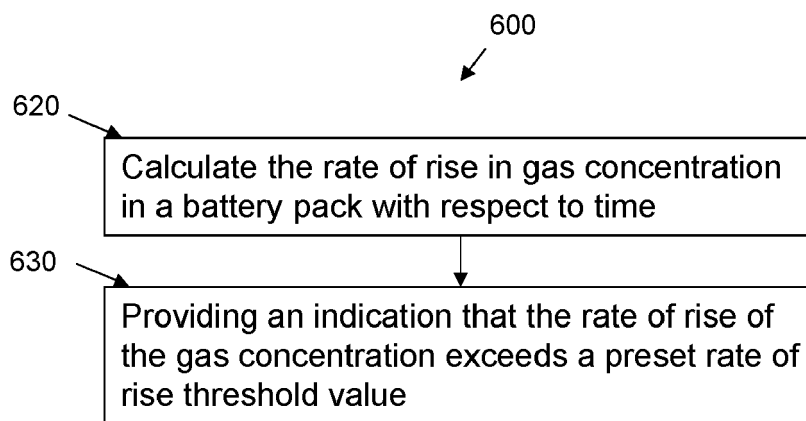 600
620
Calculate the rate of rise in gas concentration
in a battery pack with respect to time
630
Providing an indication that the rate of rise of
the gas concentration exceeds a preset rate of
rise threshold value